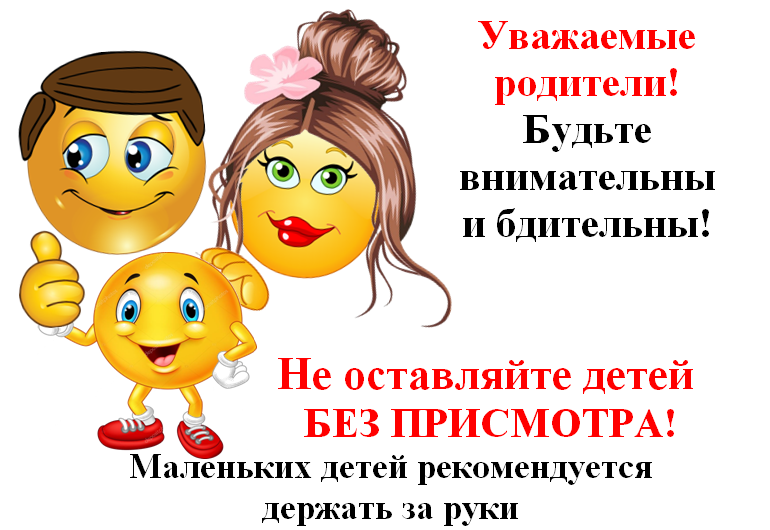 Уважаемые
родители!
Будьте
внимательны
и бдительны!
Не оставляйте детей
БЕЗ ПРИСМОТРА!
Маленьких детей рекомендуется
держать за руки